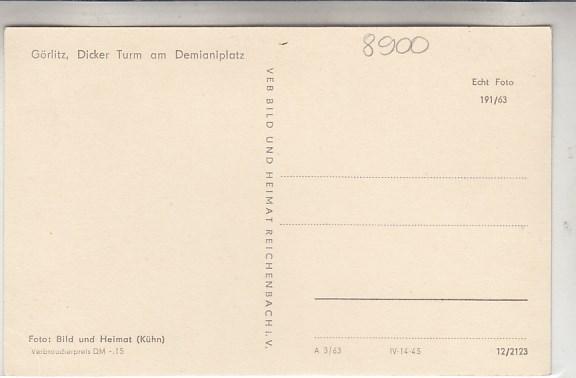 Görlitz, Dicker Turm am Demianiplatz
8900
Echt Foto
191/63
VEB BILD UND HEIMAT REICHENBACH i. V.
Foto: Bild und Heimat (Kühn)
Verbraucherpreis DM -.15
A 3/63 IV-14-45 12/2123